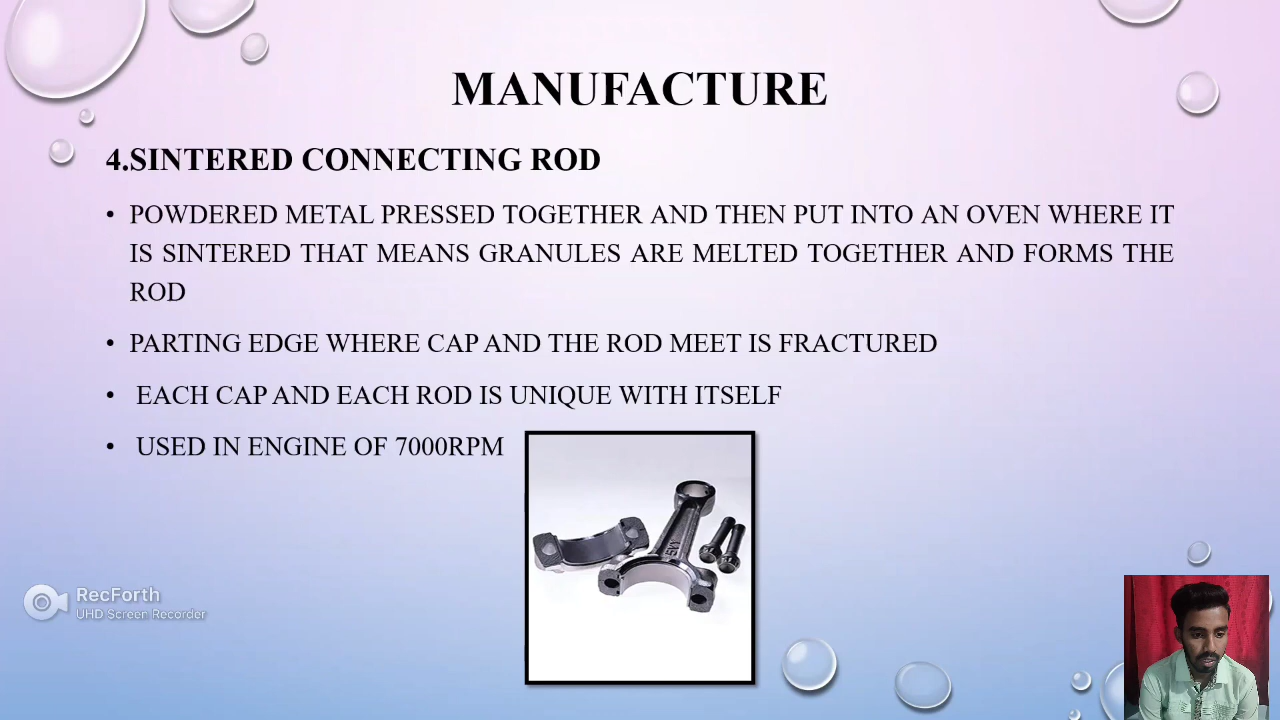 MANUFACTURE
4.SINTERED CONNECTING ROD
• POWDERED METAL PRESSED TOGETHER AND THEN PUT INTO AN OVEN WHERE IT
IS SINTERED THAT MEANS GRANULES ARE MELTED TOGETHER AND FORMS THE
ROD
• PARTING EDGE WHERE CAP AND THE ROD MEET IS FRACTURED
• EACH CAP AND EACH ROD IS UNIQUE WITH ITSELF
• USED IN ENGINE OF 7000RPM
RecForth
UHD Screen Recorder